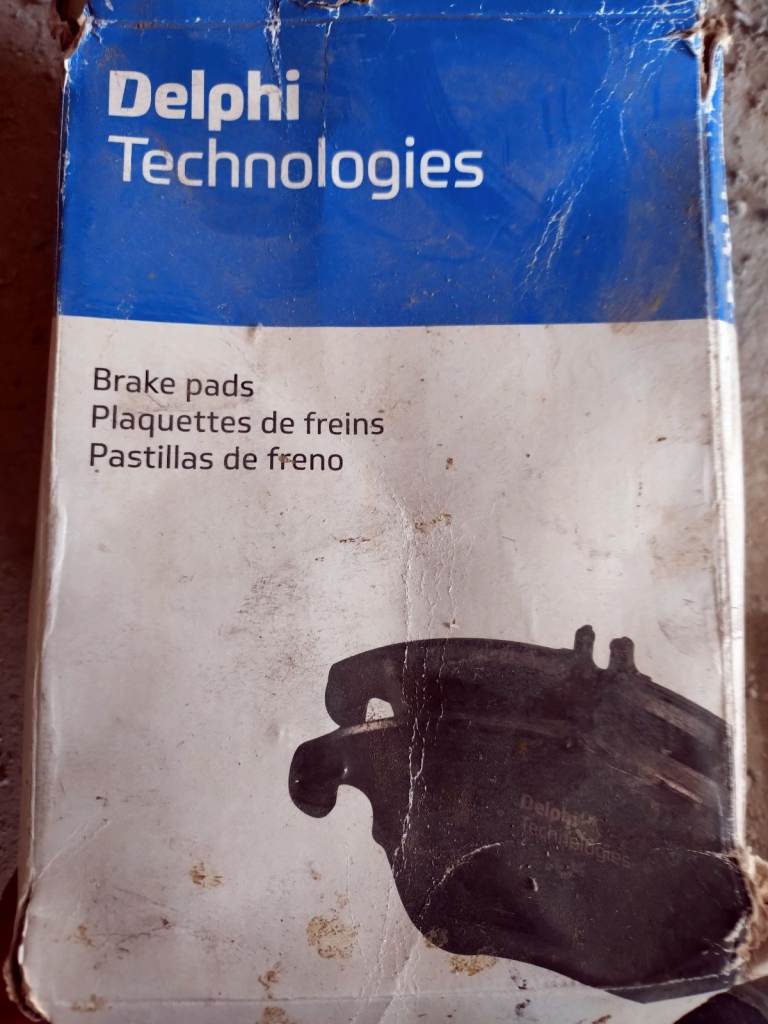 Delphi
Technologies
Brake pads
Plaquettes de freins
Pastillas de freno
Delphi
Technologies